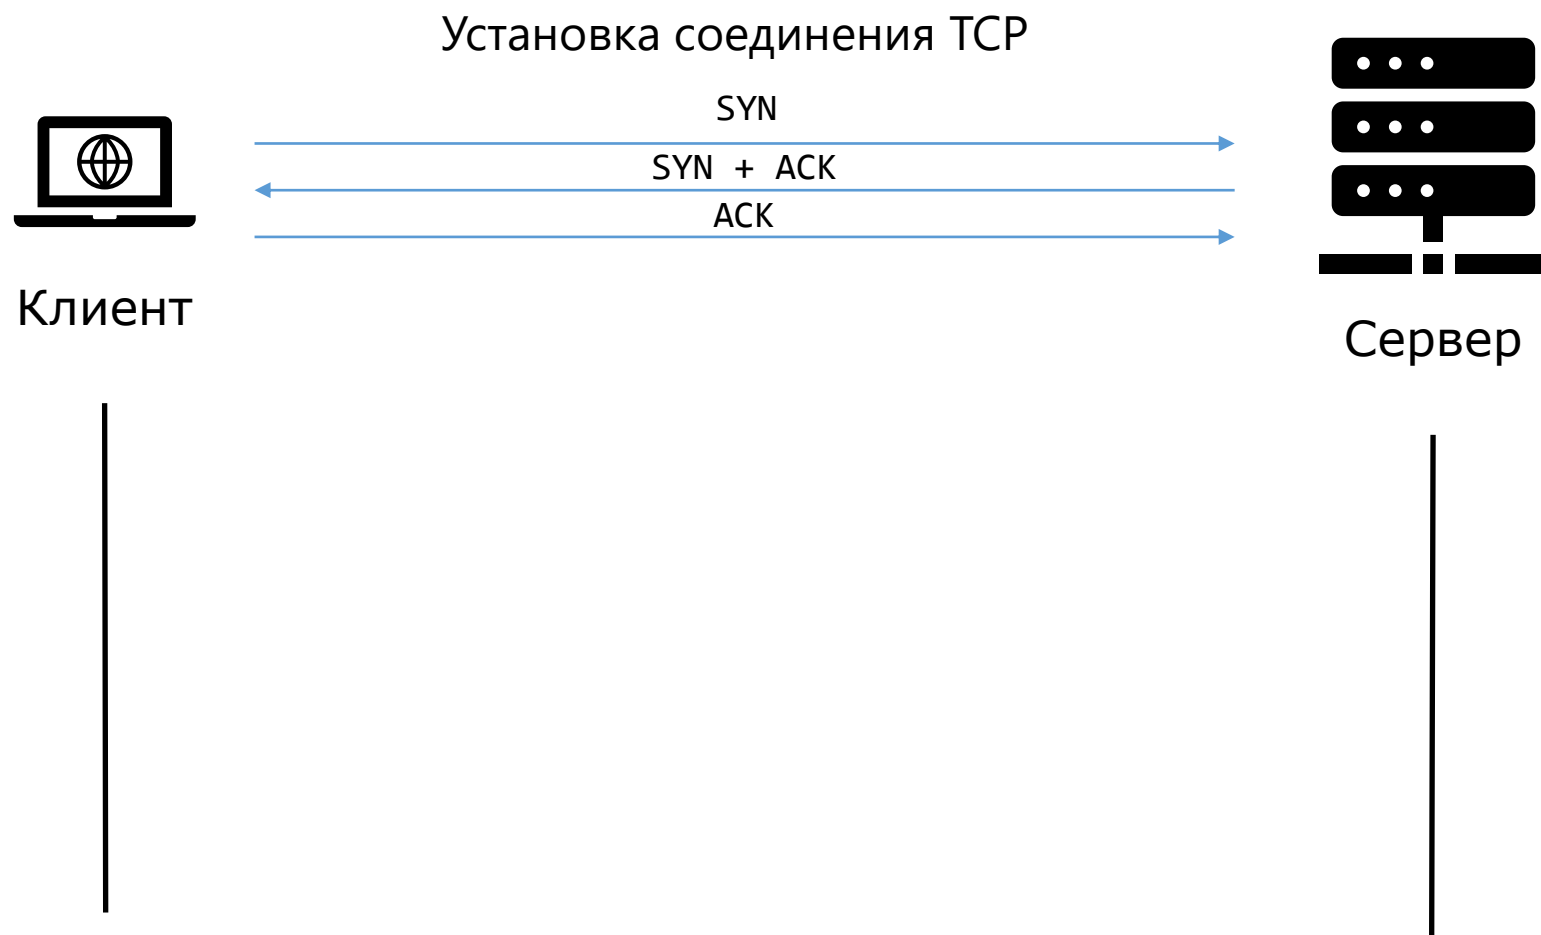 Установка соединения TCP
SYN
SYN + ACK
ACK
Клиент
Сервер